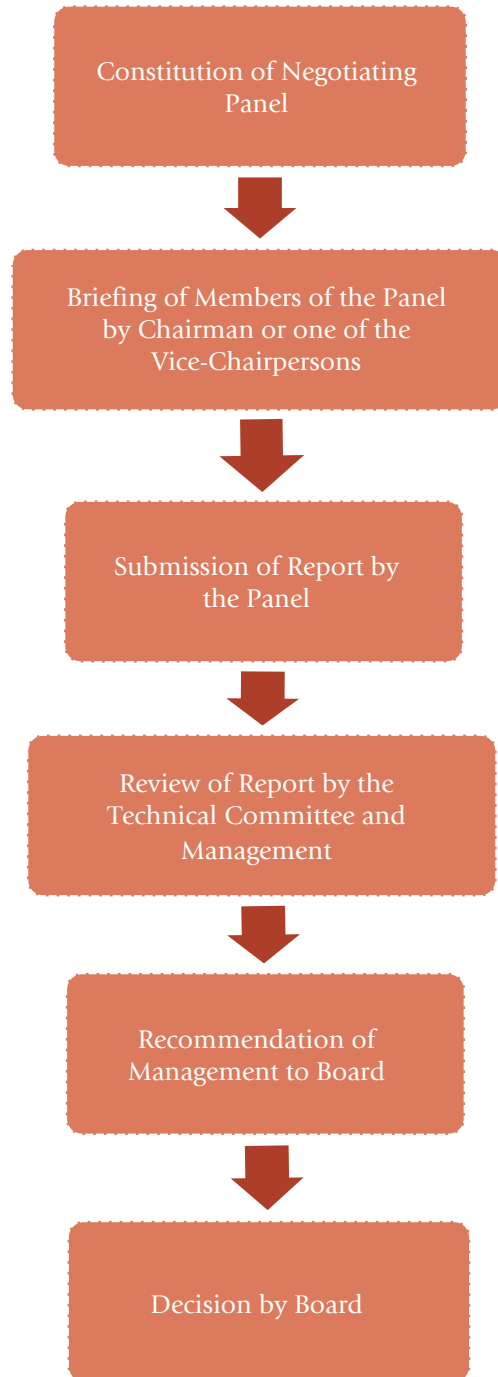 Constitution of Negotiating
Panel
Briefing of Members of the Panel
by Chairman or one of the
Vice-Chairpersons
Submission of Report by
the Panel
Review of Report by the
Technical Committee and
Management
Recommendation of
Management to Board
Decision by Board